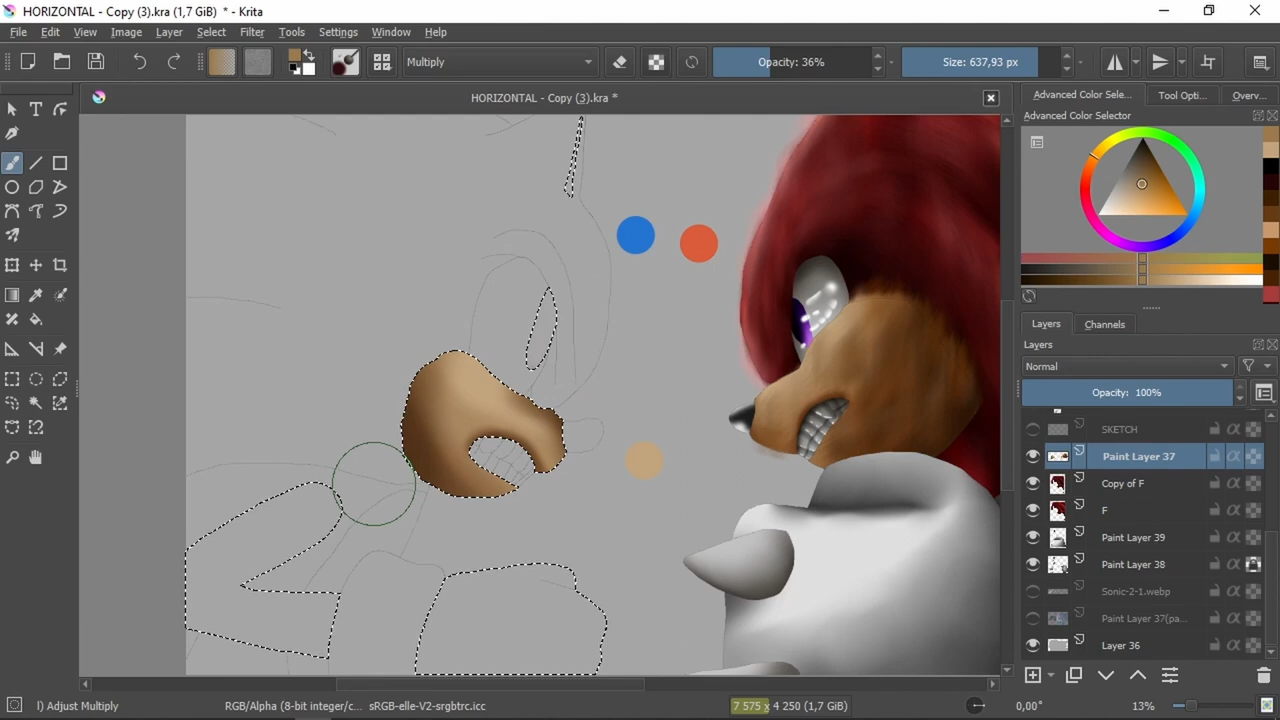 HORIZONTAL - Copy (3).kra (1,7 GiB) * - Krita
File Edit View Image Layer Select Filter Tools Settings Window Help
Multiply
Opacity: 36%
Size: 637,93 px
HORIZONTAL - Copy (3).kra *
Advanced Color Sele...
Tool Opti...
Overv...
Advanced Color Selector
Layers
Channels
Layers
Normal
Opacity: 100%
SKETCH
Paint Layer 37
Copy of F
F
Paint Layer 39
Paint Layer 38
Sonic-2-1.webp
Paint Layer 37(pa...
Layer 36
l) Adjust Multiply
RGB/Alpha (8-bit integer/c... sRGB-elle-V2-srgbtrc.icc
7 575 x 4 250 (1,7 GiB)
0,00°
13%